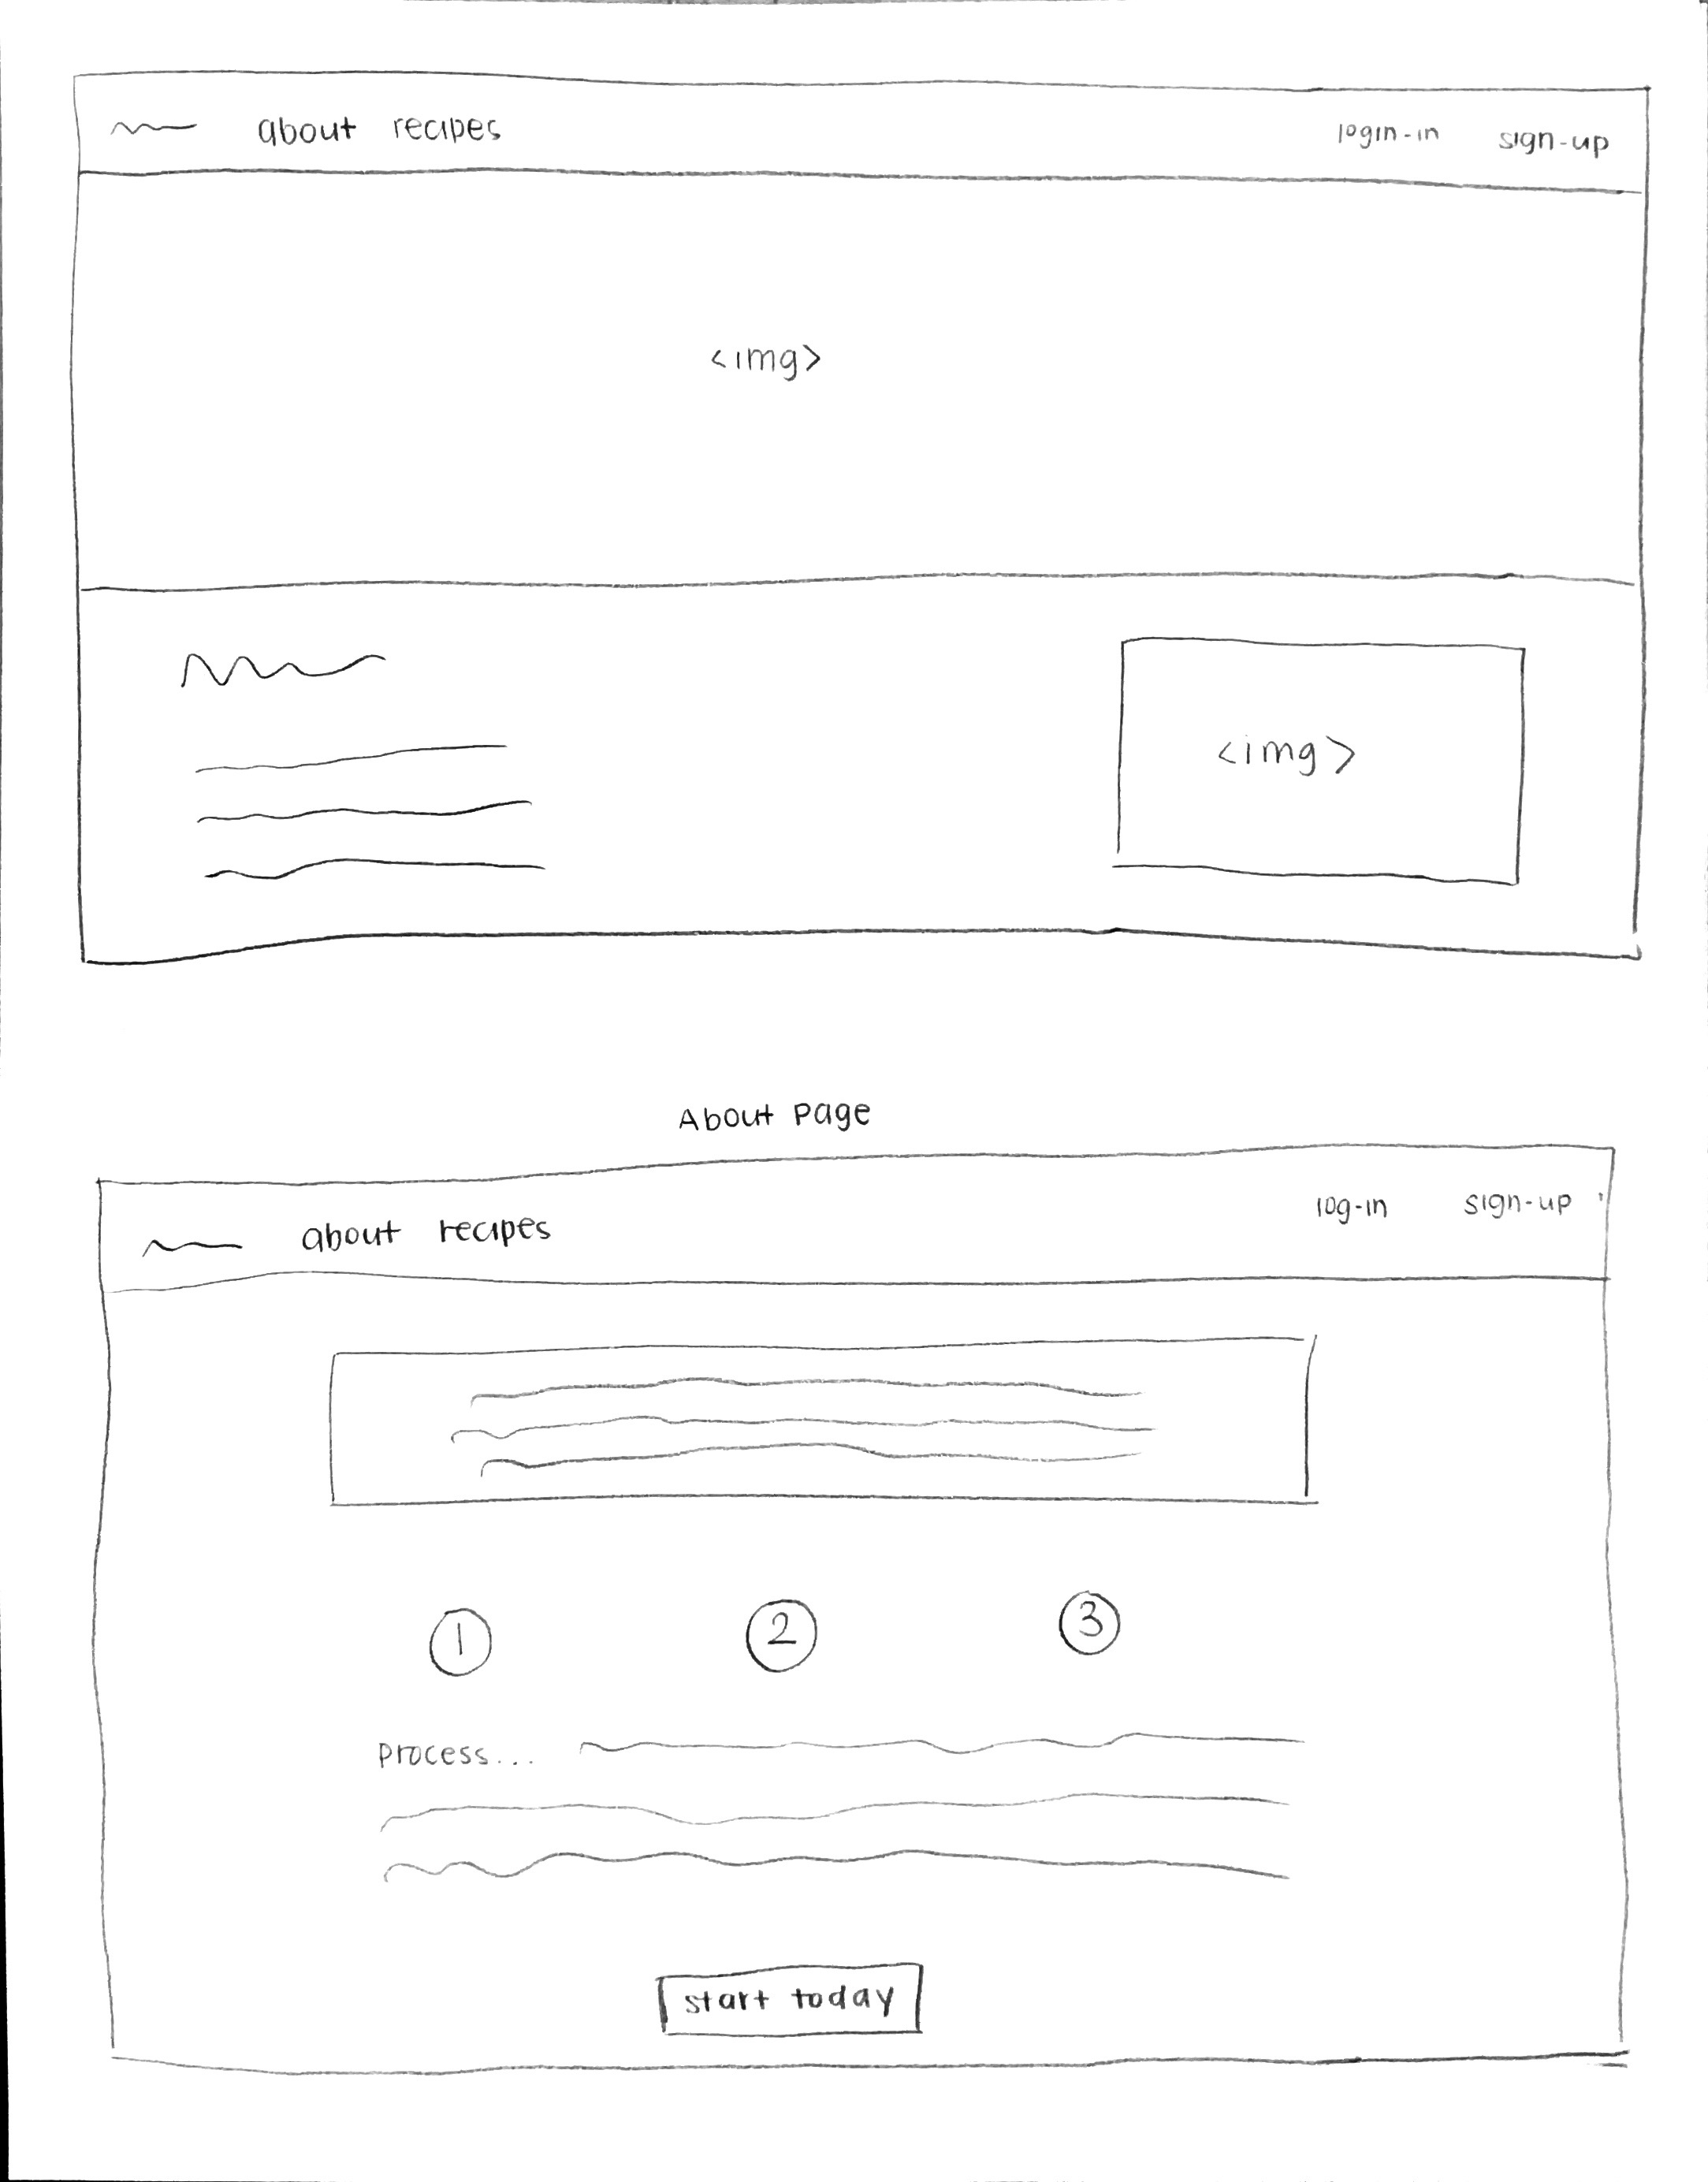 about recipes login-in sign-up
<img>
<img>
About Page
about recipes log-in sign-up
1 2 3
process...
start today